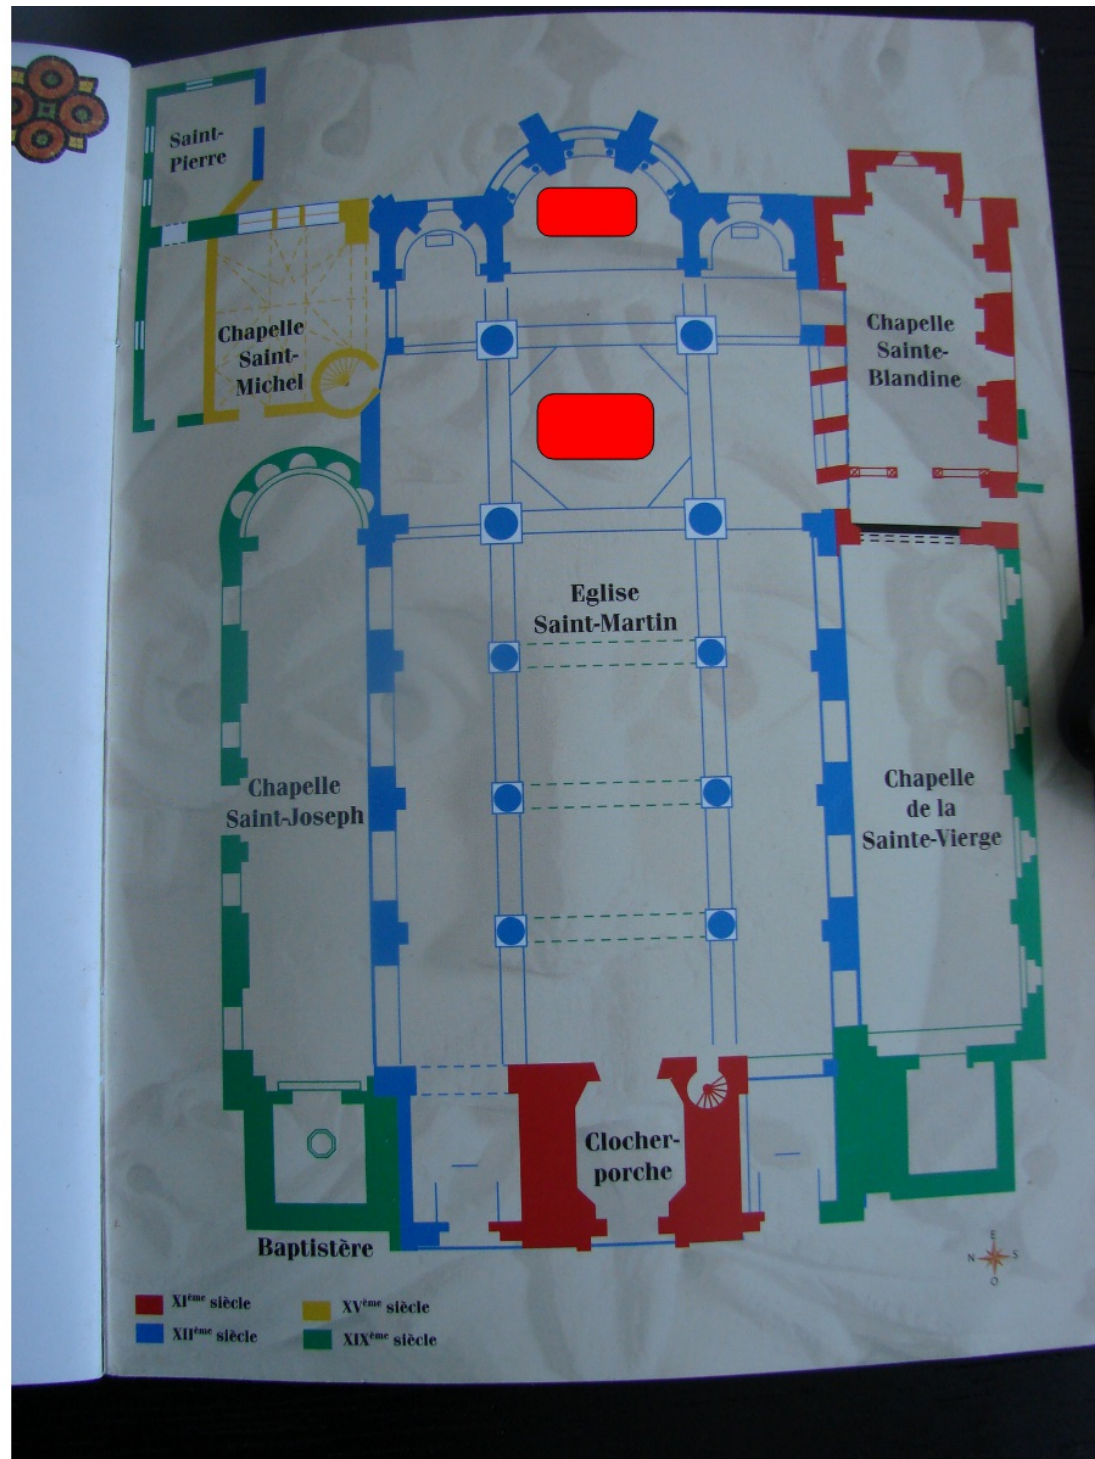 Saint-
Pierre
Chapelle
Saint-
Michel
Chapelle
Sainte-
Blandine
Eglise
Saint-Martin
Chapelle
Saint-Joseph
Chapelle
de la
Sainte-Vierge
Clocher-
porche
Baptistère
E
N S
O
XIème siècle
XVème siècle
XIIème siècle
XIXème siècle